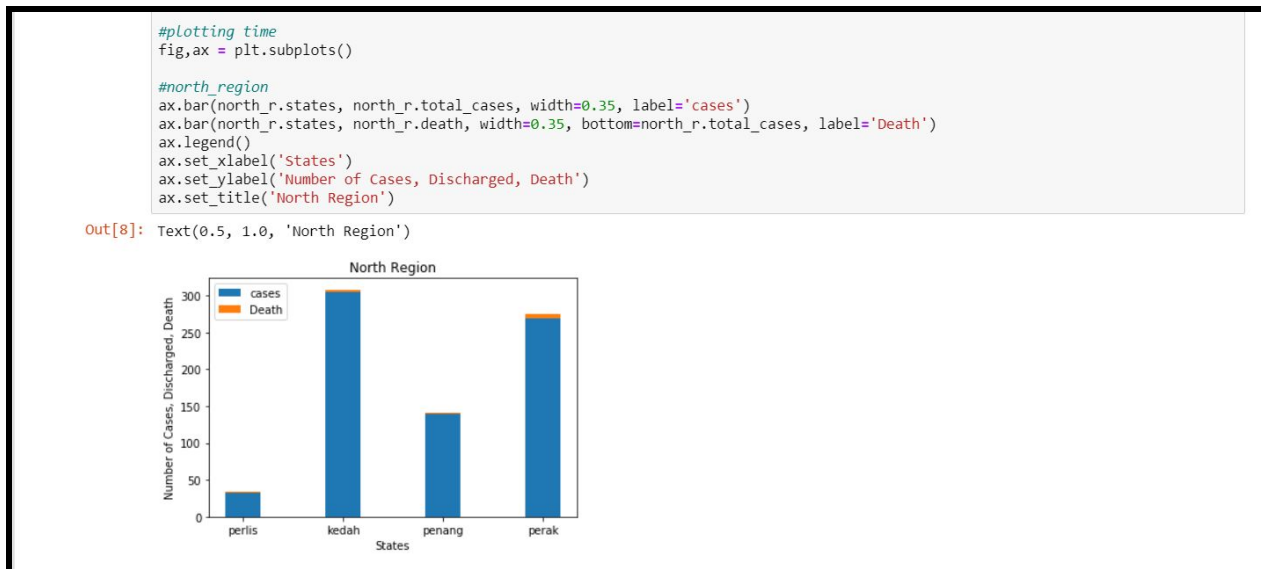 #plotting time
fig,ax = plt.subplots()
#north_region
ax.bar(north_r.states, north_r.total_cases, width=0.35, label='cases')
ax.bar(north_r.states, north_r.death, width=0.35, bottom=north_r.total_cases, label='Death')
ax.legend()
ax.set_xlabel('States')
ax.set_ylabel('Number of Cases, Discharged, Death')
ax.set_title('North Region')
Out[8]: Text(0.5, 1.0, 'North Region')
North Region
cases
Death
Number of Cases, Discharged, Death
300
250
200
150
100
50
0
perlis kedah penang perak
States